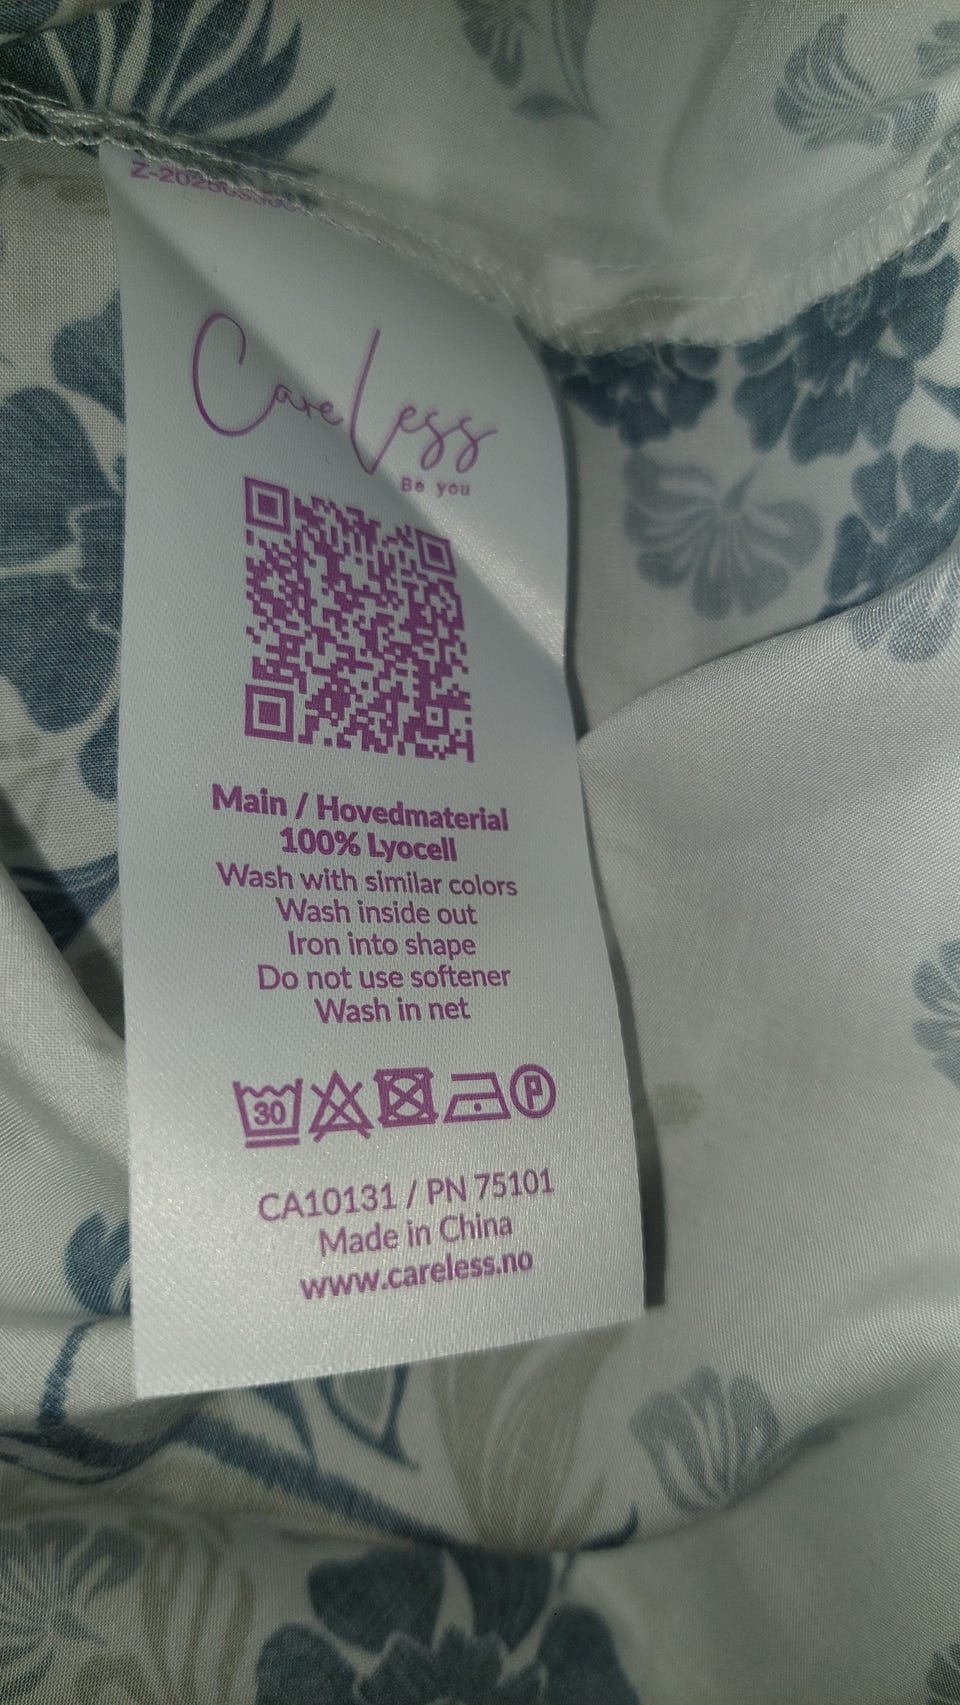 CareLess
Be you
Main / Hovedmaterial
100% Lyocell
Wash with similar colors
Wash inside out
Iron into shape
Do not use softener
Wash in net
30 P
CA10131 / PN 75101
Made in China
www.careless.no